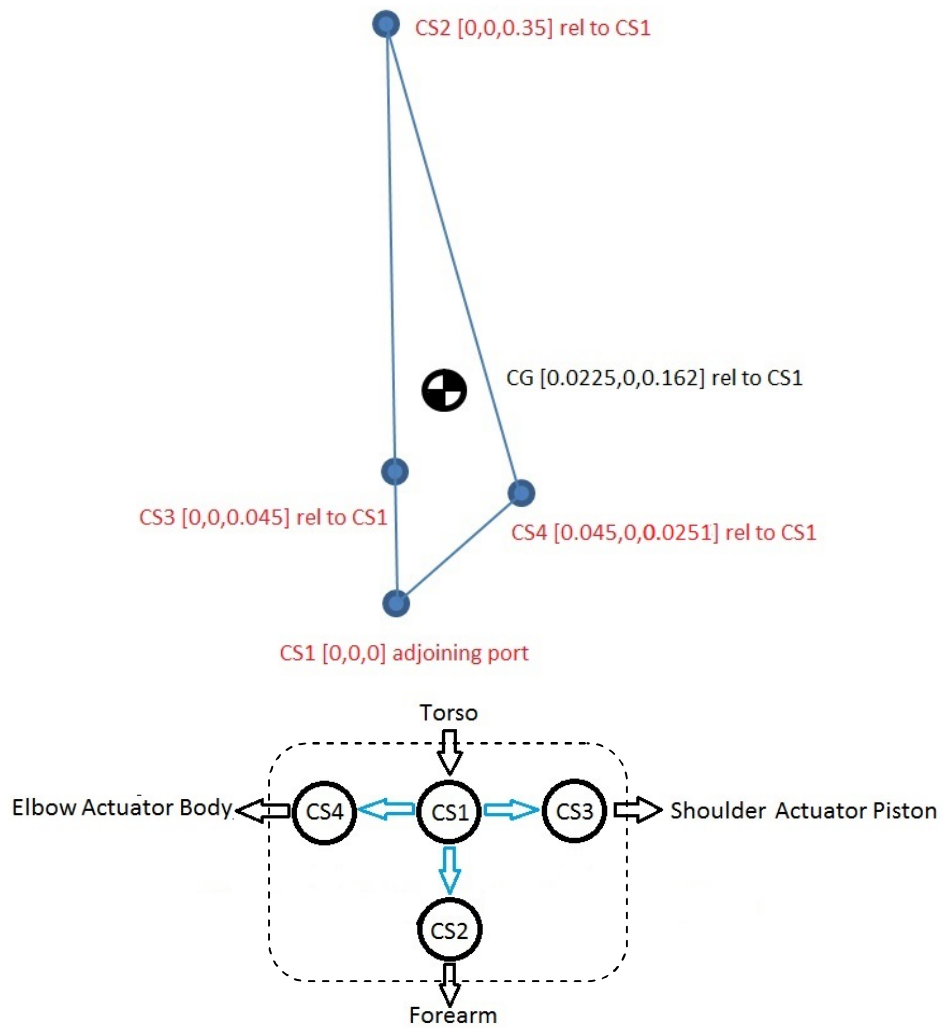 CS2 [0,0,0.35] rel to CS1
CG [0.0225,0,0.162] rel to CS1
CS3 [0,0,0.045] rel to CS1
CS4 [0.045,0,0.0251] rel to CS1
CS1 [0,0,0] adjoining port
Torso
Elbow Actuator Body
CS4
CS1
CS3
Shoulder Actuator Piston
CS2
Forearm